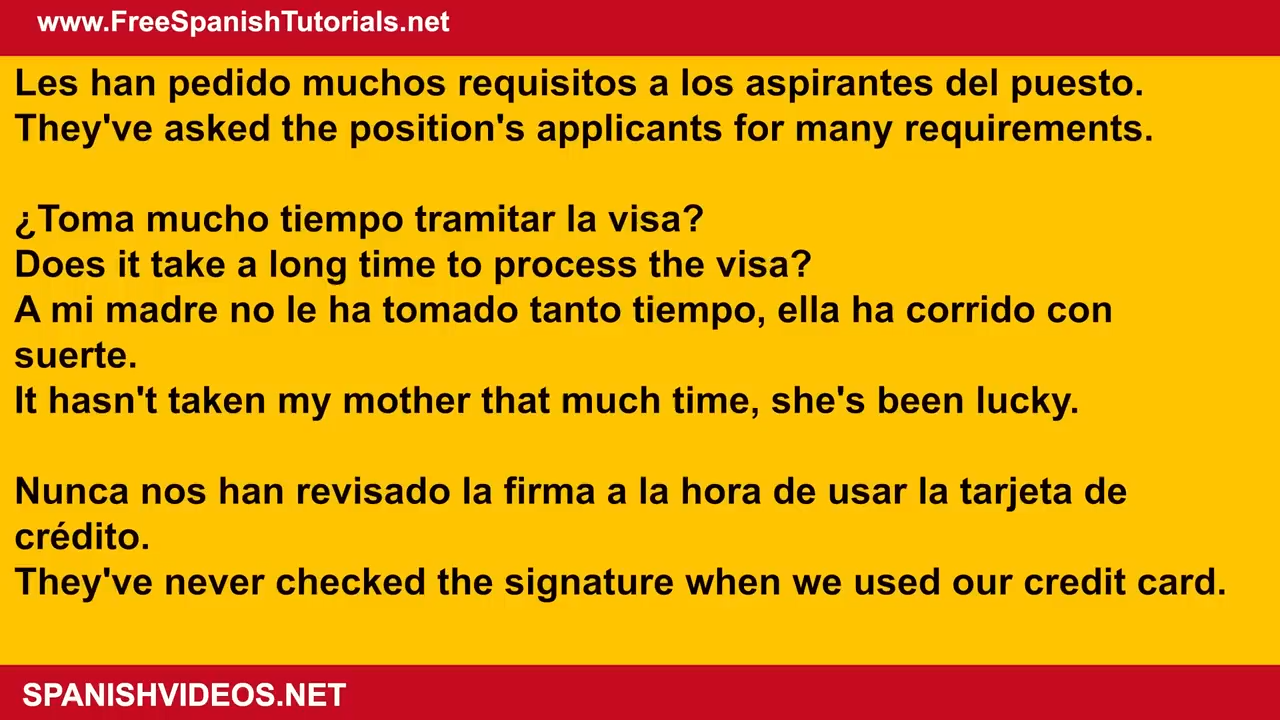 www.FreeSpanishTutorials.net
Les han pedido muchos requisitos a los aspirantes del puesto.
They've asked the position's applicants for many requirements.
¿Toma mucho tiempo tramitar la visa?
Does it take a long time to process the visa?
A mi madre no le ha tomado tanto tiempo, ella ha corrido con
suerte.
It hasn't taken my mother that much time, she's been lucky.
Nunca nos han revisado la firma a la hora de usar la tarjeta de
crédito.
They've never checked the signature when we used our credit card.
SPANISHVIDEOS.NET